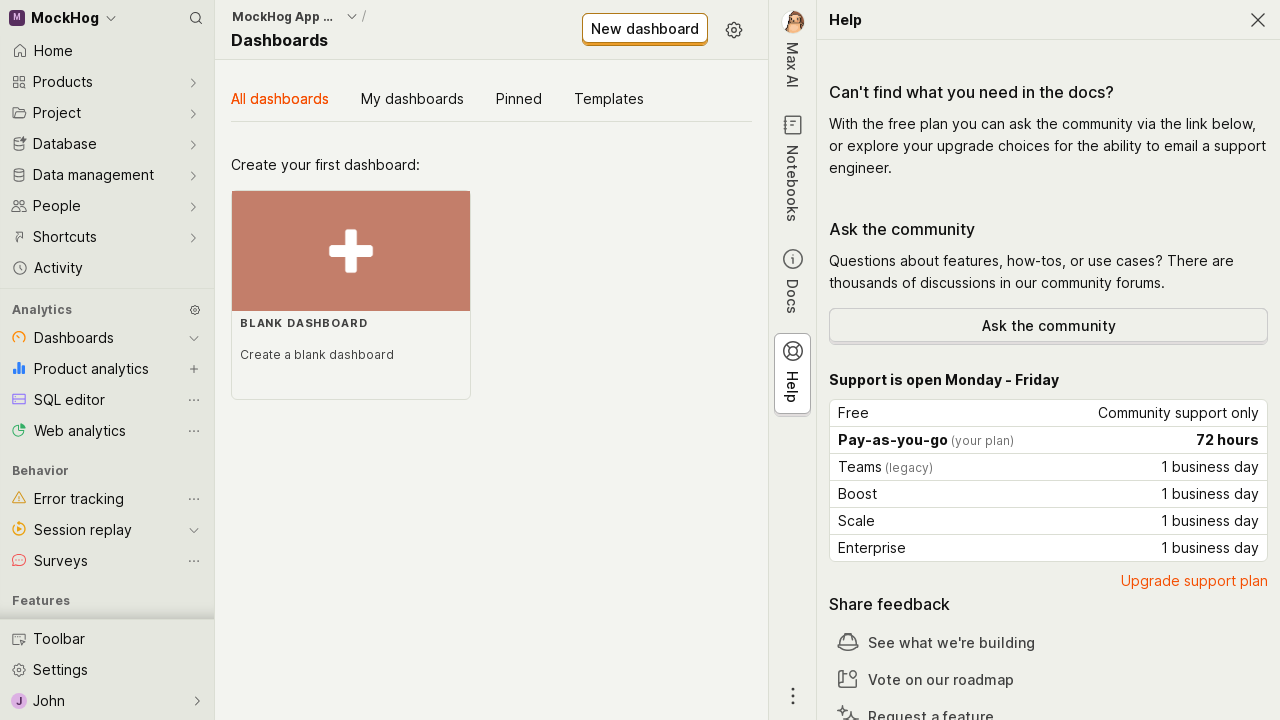 M MockHog
Home
Products
Project
Database
Data management
People
Shortcuts
Activity
Analytics
Dashboards
Product analytics
SQL editor
Web analytics
Behavior
Error tracking
Session replay
Surveys
Features
Toolbar
Settings
J John
MockHog App ... /
Dashboards
New dashboard
All dashboards My dashboards Pinned Templates
Create your first dashboard:
BLANK DASHBOARD
Create a blank dashboard
Max AI
Notebooks
Docs
Help
Help
Can't find what you need in the docs?
With the free plan you can ask the community via the link below,
or explore your upgrade choices for the ability to email a support
engineer.
Ask the community
Questions about features, how-tos, or use cases? There are
thousands of discussions in our community forums.
Ask the community
Support is open Monday - Friday
Free Community support only
Pay-as-you-go (your plan) 72 hours
Teams (legacy) 1 business day
Boost 1 business day
Scale 1 business day
Enterprise 1 business day
Upgrade support plan
Share feedback
See what we're building
Vote on our roadmap
Request a feature